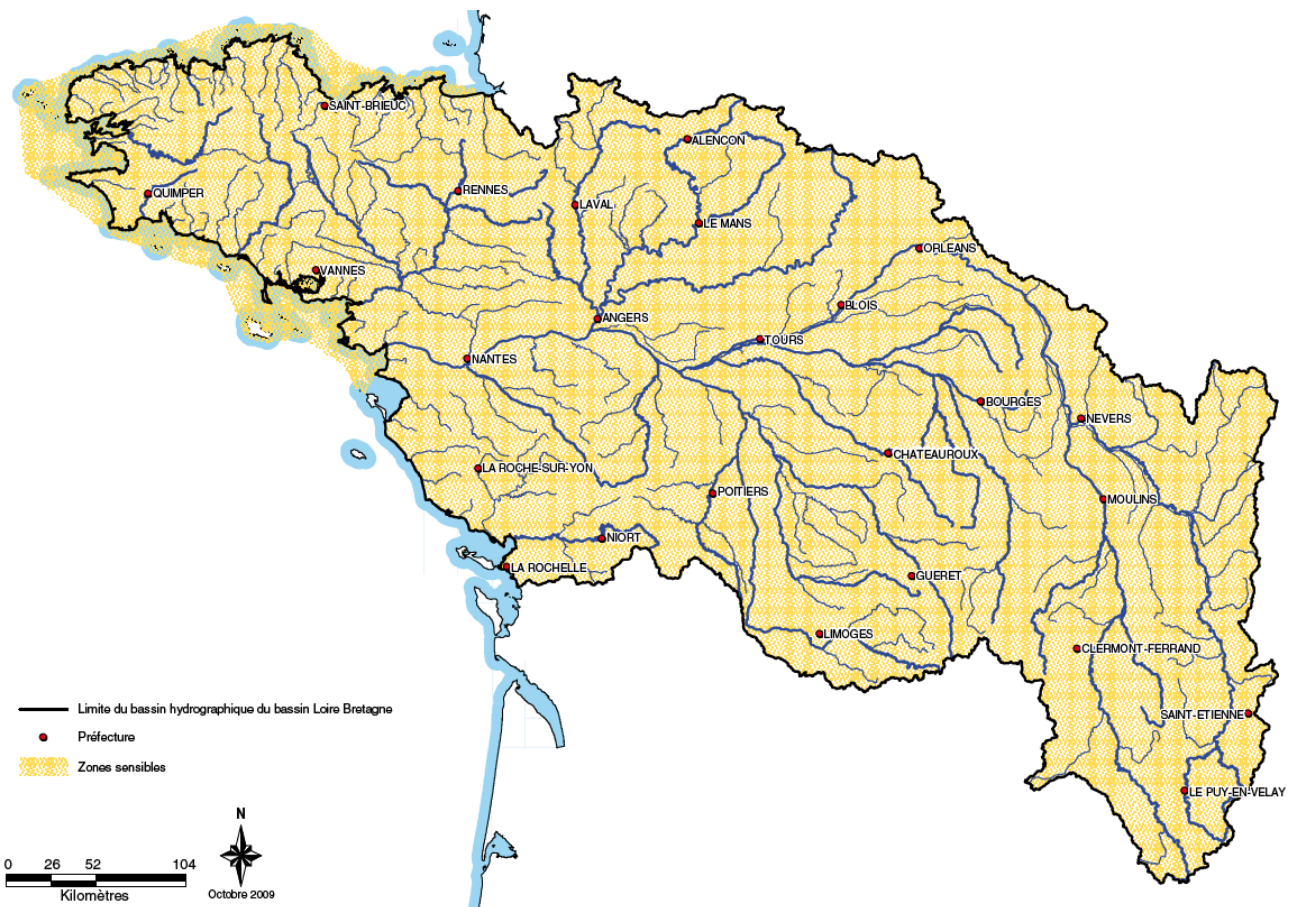 SAINT-BRIEUC
ALENCON
QUIMPER
RENNES
LAVAL
LE MANS
ORLEANS
VANNES
BLOIS
ANGERS
TOURS
NANTES
BOURGES
NEVERS
CHATEAUROUX
LA ROCHE-SUR-YON
POITIERS
MOULINS
NIORT
LA ROCHELLE
GUERET
LIMOGES
CLERMONT-FERRAND
SAINT-ETIENNE
LE PUY-EN-VELAY
Limite du bassin hydrographique du bassin Loire Bretagne
Préfecture
Zones sensibles
N
0 26 52 104
Kilomètres
Octobre 2009